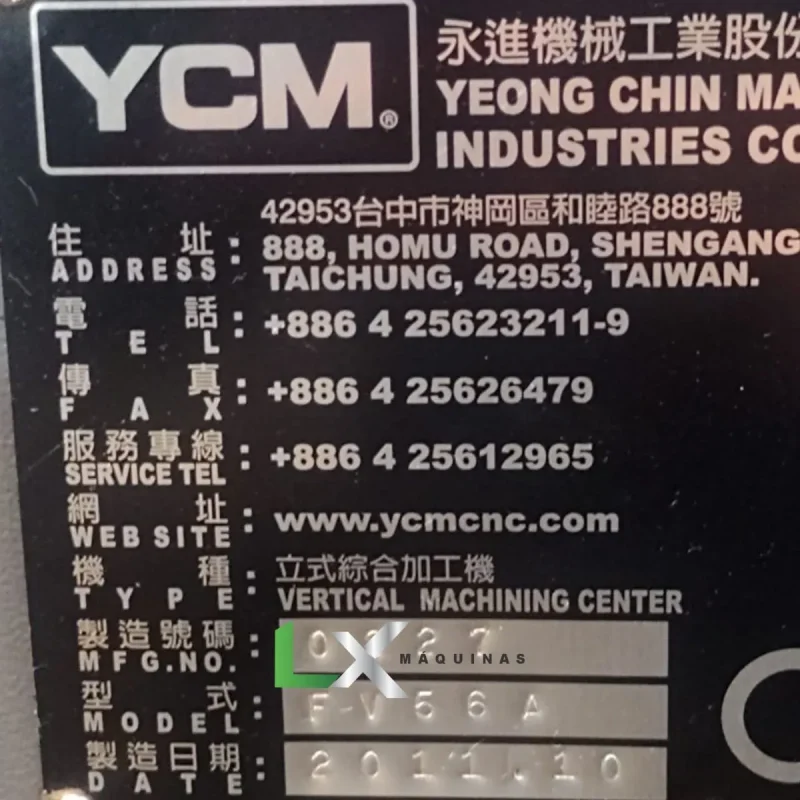 YCM®
永進機械工業股份
YEONG CHIN MA
INDUSTRIES CO
42953台中市神岡區和睦路888號
住址:
ADDRESS
888, HOMU ROAD, SHENGANG
TAICHUNG, 42953, TAIWAN.
電話:
TEL
+886 4 25623211-9
傳真:
FAX
+886 4 25626479
服務專線:
SERVICE TEL
+886 4 25612965
網址:
WEB SITE
www.ycmcnc.com
機種:
TYPE
立式綜合加工機
VERTICAL MACHINING CENTER
製造號碼:
MFG.NO.
LX MÁQUINAS
型式:
MODEL
FV56A
製造日期:
DATE
2011.10